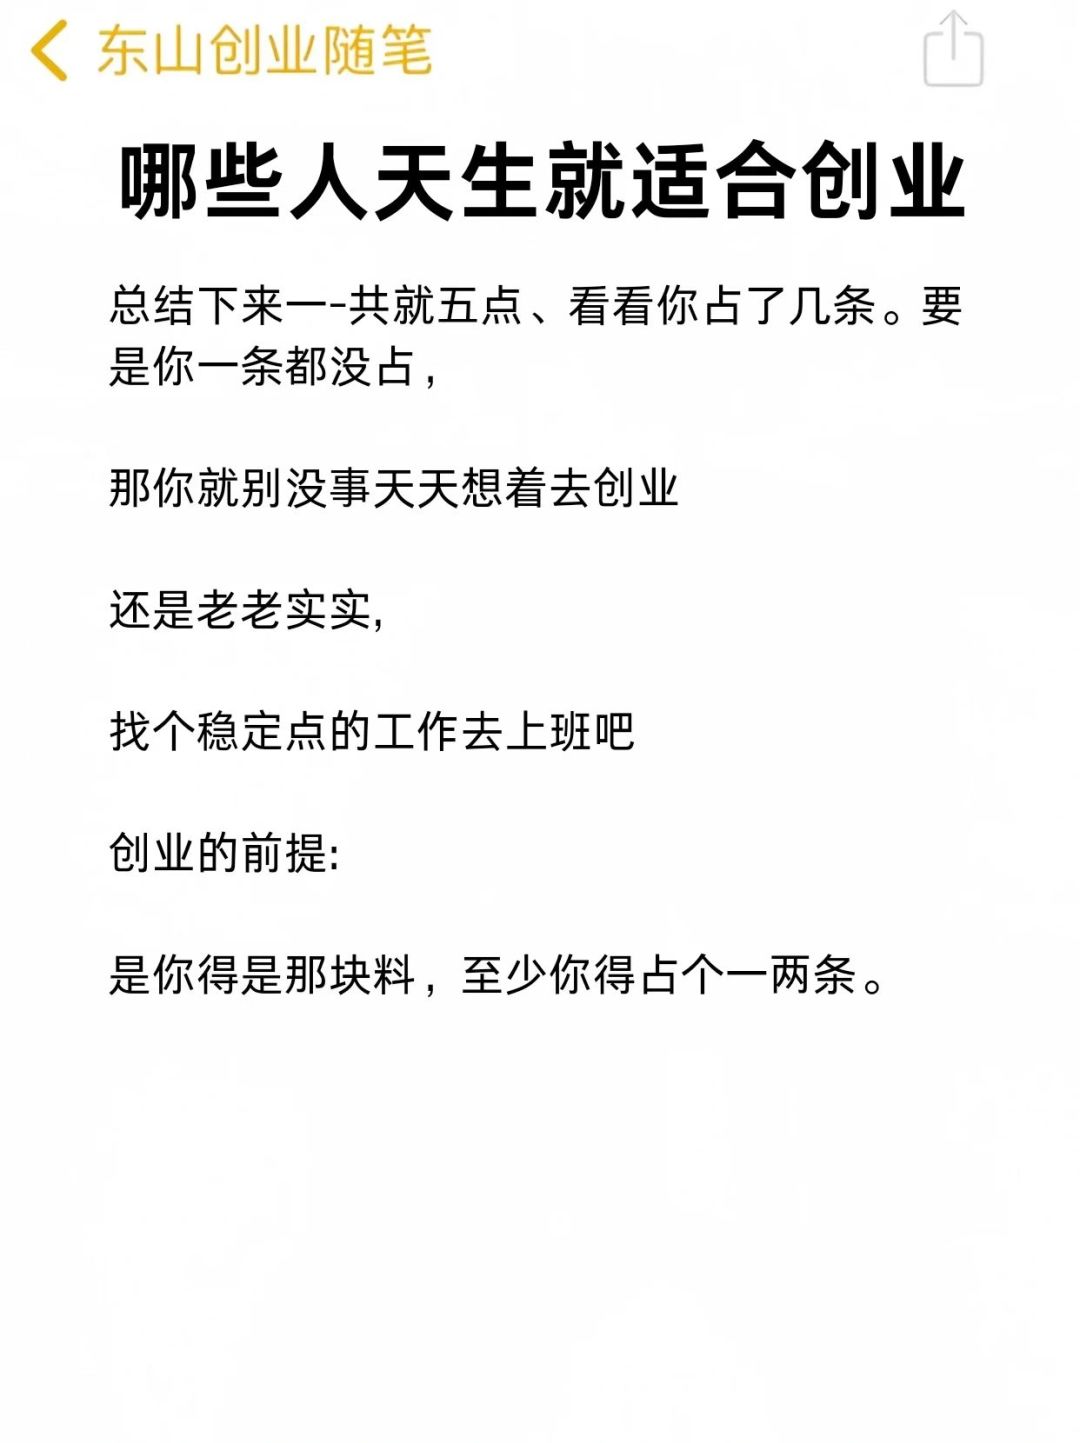 东山创业随笔
哪些人天生就适合创业
总结下来一-共就五点、看看你占了几条。要
是你一条都没占，
那你就别没事天天想着去创业
还是老老实实,
找个稳定点的工作去上班吧
创业的前提:
是你得是那块料，至少你得占个一两条。